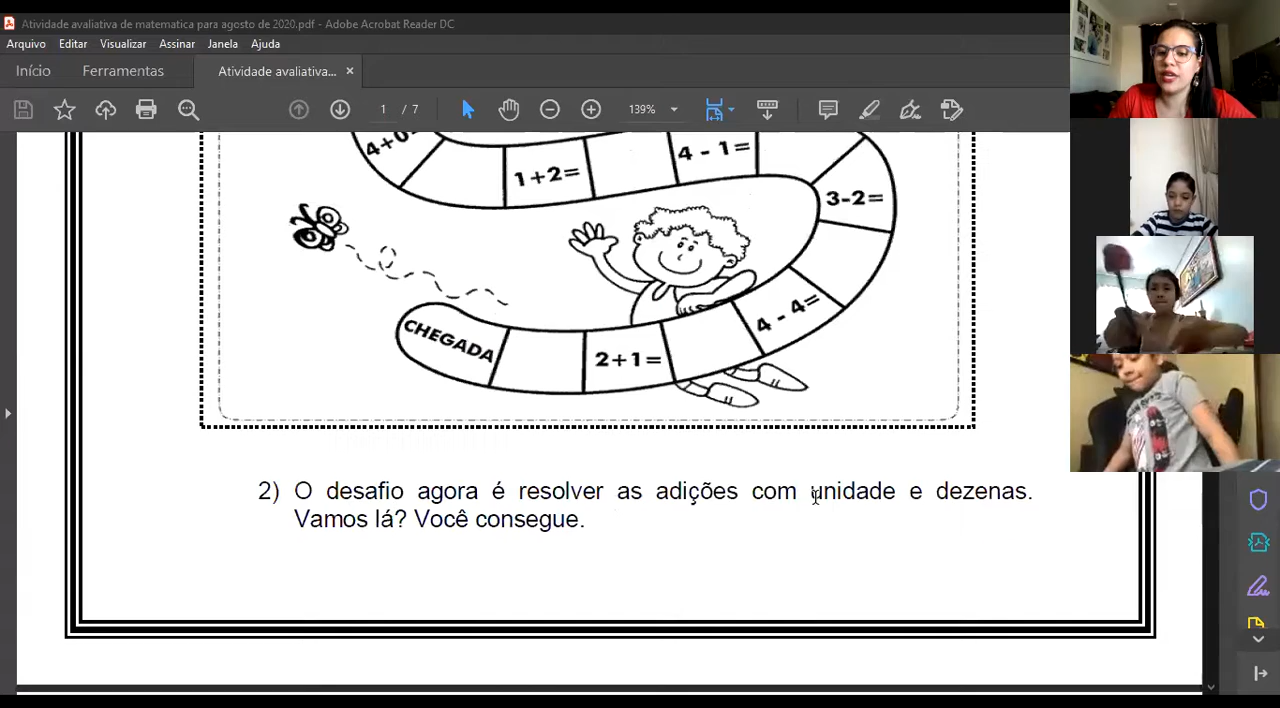 Atividade avaliativa de matematica para agosto de 2020.pdf - Adobe Acrobat Reader DC
Arquivo Editar Visualizar Assinar Janela Ajuda
Início Ferramentas Atividade avaliativa... ×
1 / 7 139%
4+0
1+2=
4 - 1=
3-2=
4 - 4=
2+1=
CHEGADA
2) O desafio agora é resolver as adições com unidade e dezenas.
Vamos lá? Você consegue.